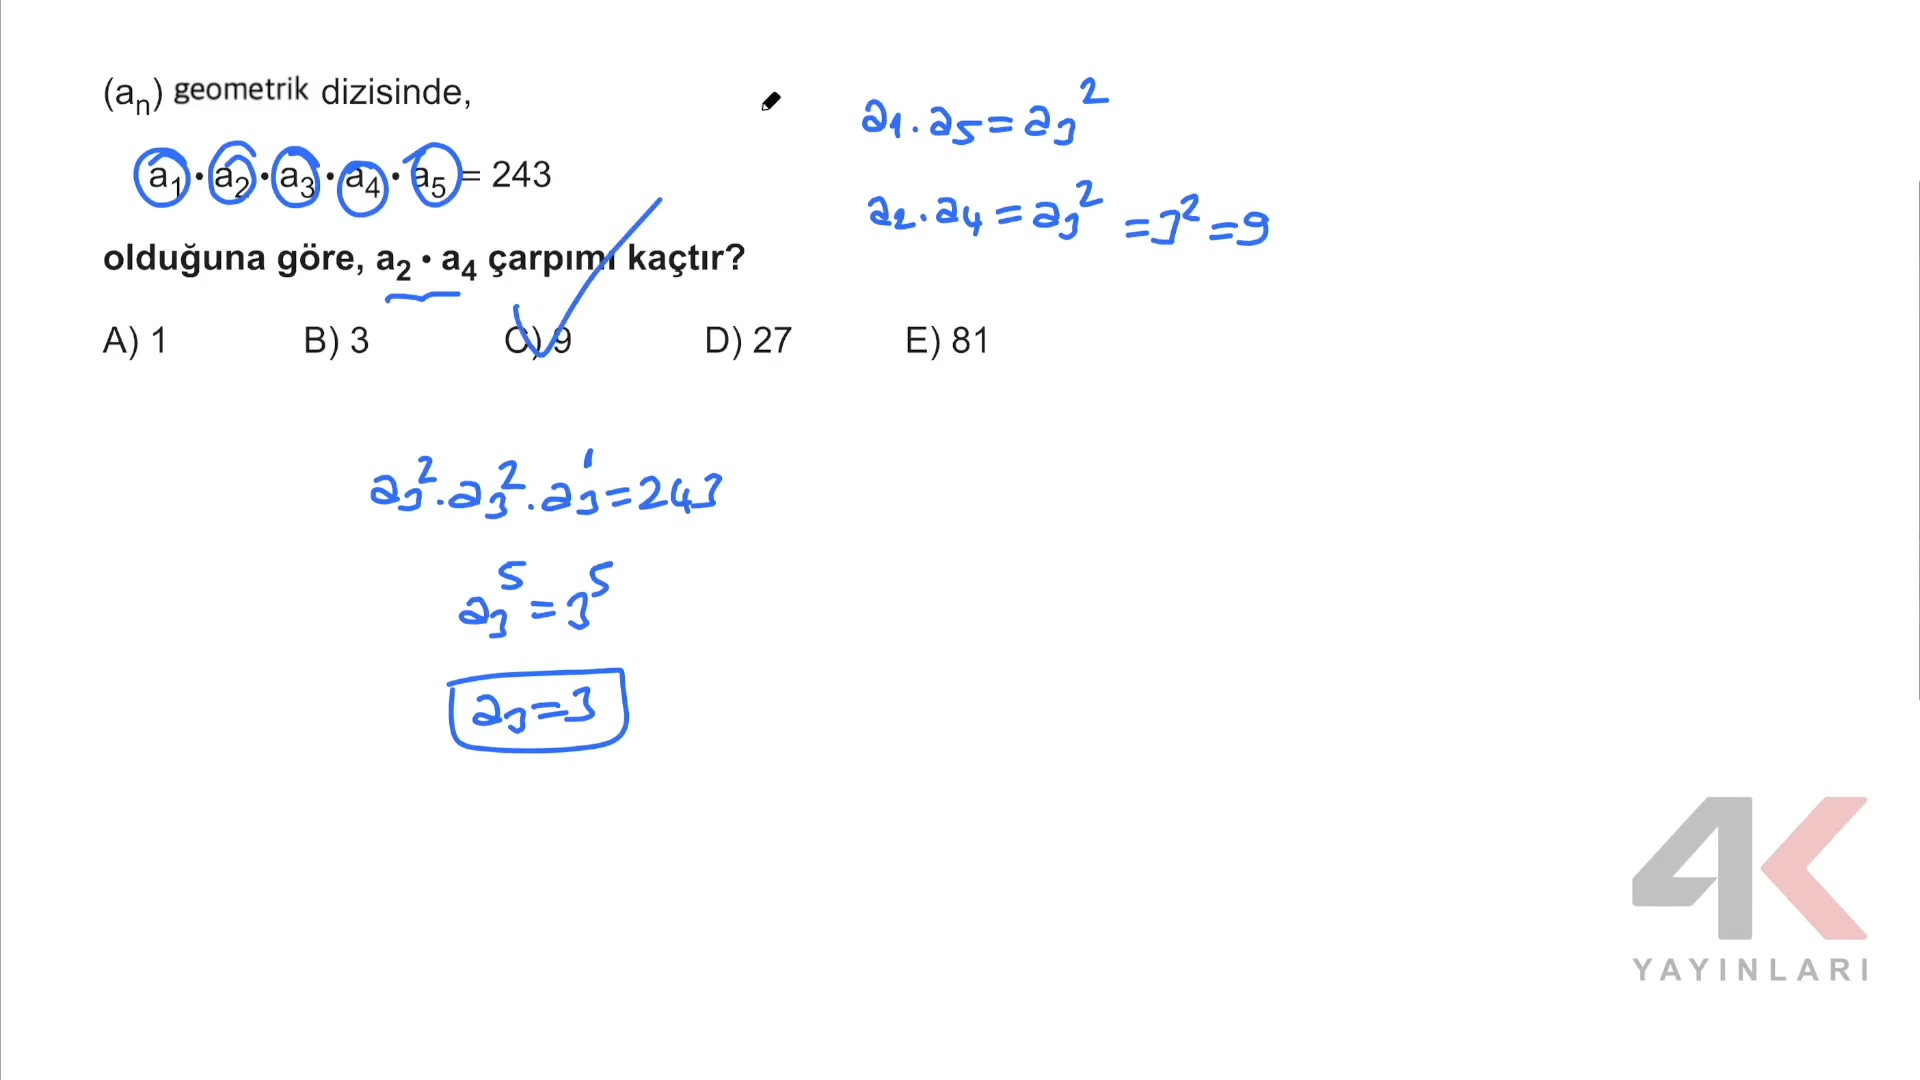 (aₙ) geometrik dizisinde,
a₁ • a₂ • a₃ • a₄ • a₅ = 243
olduğuna göre, a₂ • a₄ çarpımı kaçtır?
A) 1 B) 3 C) 9 D) 27 E) 81
a₁.a₅=a₃²
a₂.a₄=a₃² =3²=9
a₃².a₃².a₃¹=243
a₃⁵=3⁵
a₃=3
4K
YAYINLARI